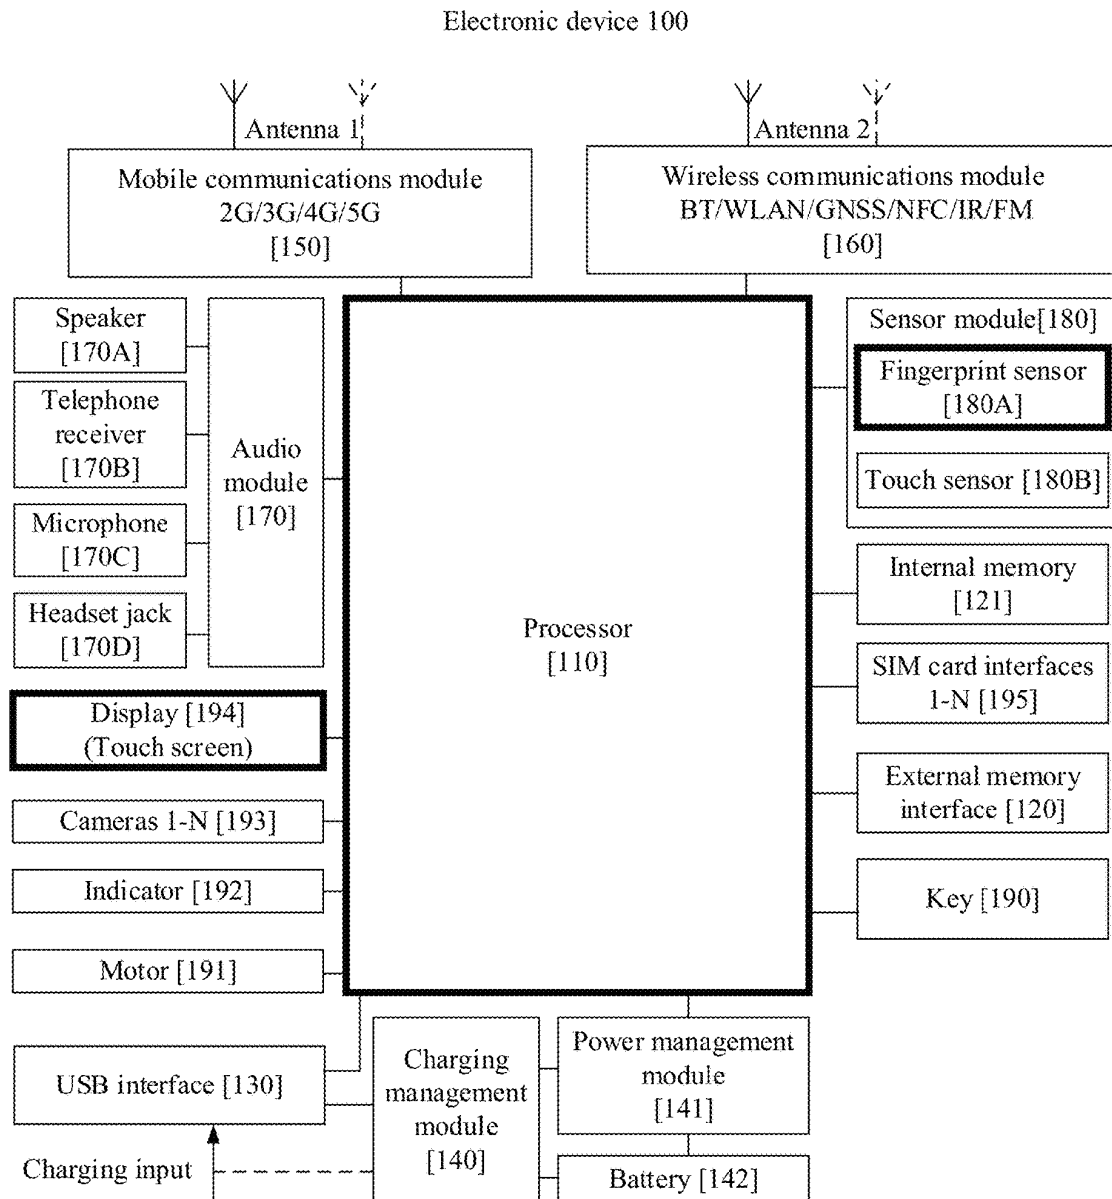 Electronic device 100
Antenna 1
Antenna 2
Mobile communications module
2G/3G/4G/5G
[150]
Wireless communications module
BT/WLAN/GNSS/NFC/IR/FM
[160]
Speaker
[170A]
Telephone
receiver
[170B]
Microphone
[170C]
Headset jack
[170D]
Audio
module
[170]
Display [194]
(Touch screen)
Cameras 1-N [193]
Indicator [192]
Motor [191]
USB interface [130]
Charging input
Processor
[110]
Charging
management
module
[140]
Power management
module
[141]
Battery [142]
Sensor module[180]
Fingerprint sensor
[180A]
Touch sensor [180B]
Internal memory
[121]
SIM card interfaces
1-N [195]
External memory
interface [120]
Key [190]